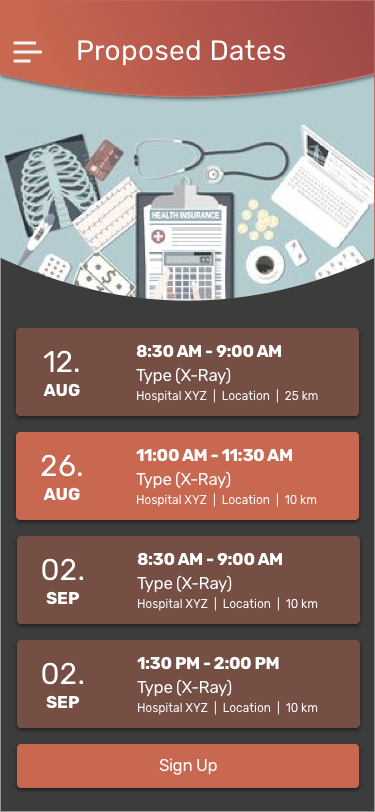 Proposed Dates
HEALTH INSURANCE
12.
AUG
8:30 AM - 9:00 AM
Type (X-Ray)
Hospital XYZ | Location | 25 km
26.
AUG
11:00 AM - 11:30 AM
Type (X-Ray)
Hospital XYZ | Location | 10 km
02.
SEP
8:30 AM - 9:00 AM
Type (X-Ray)
Hospital XYZ | Location | 10 km
02.
SEP
1:30 PM - 2:00 PM
Type (X-Ray)
Hospital XYZ | Location | 10 km
Sign Up